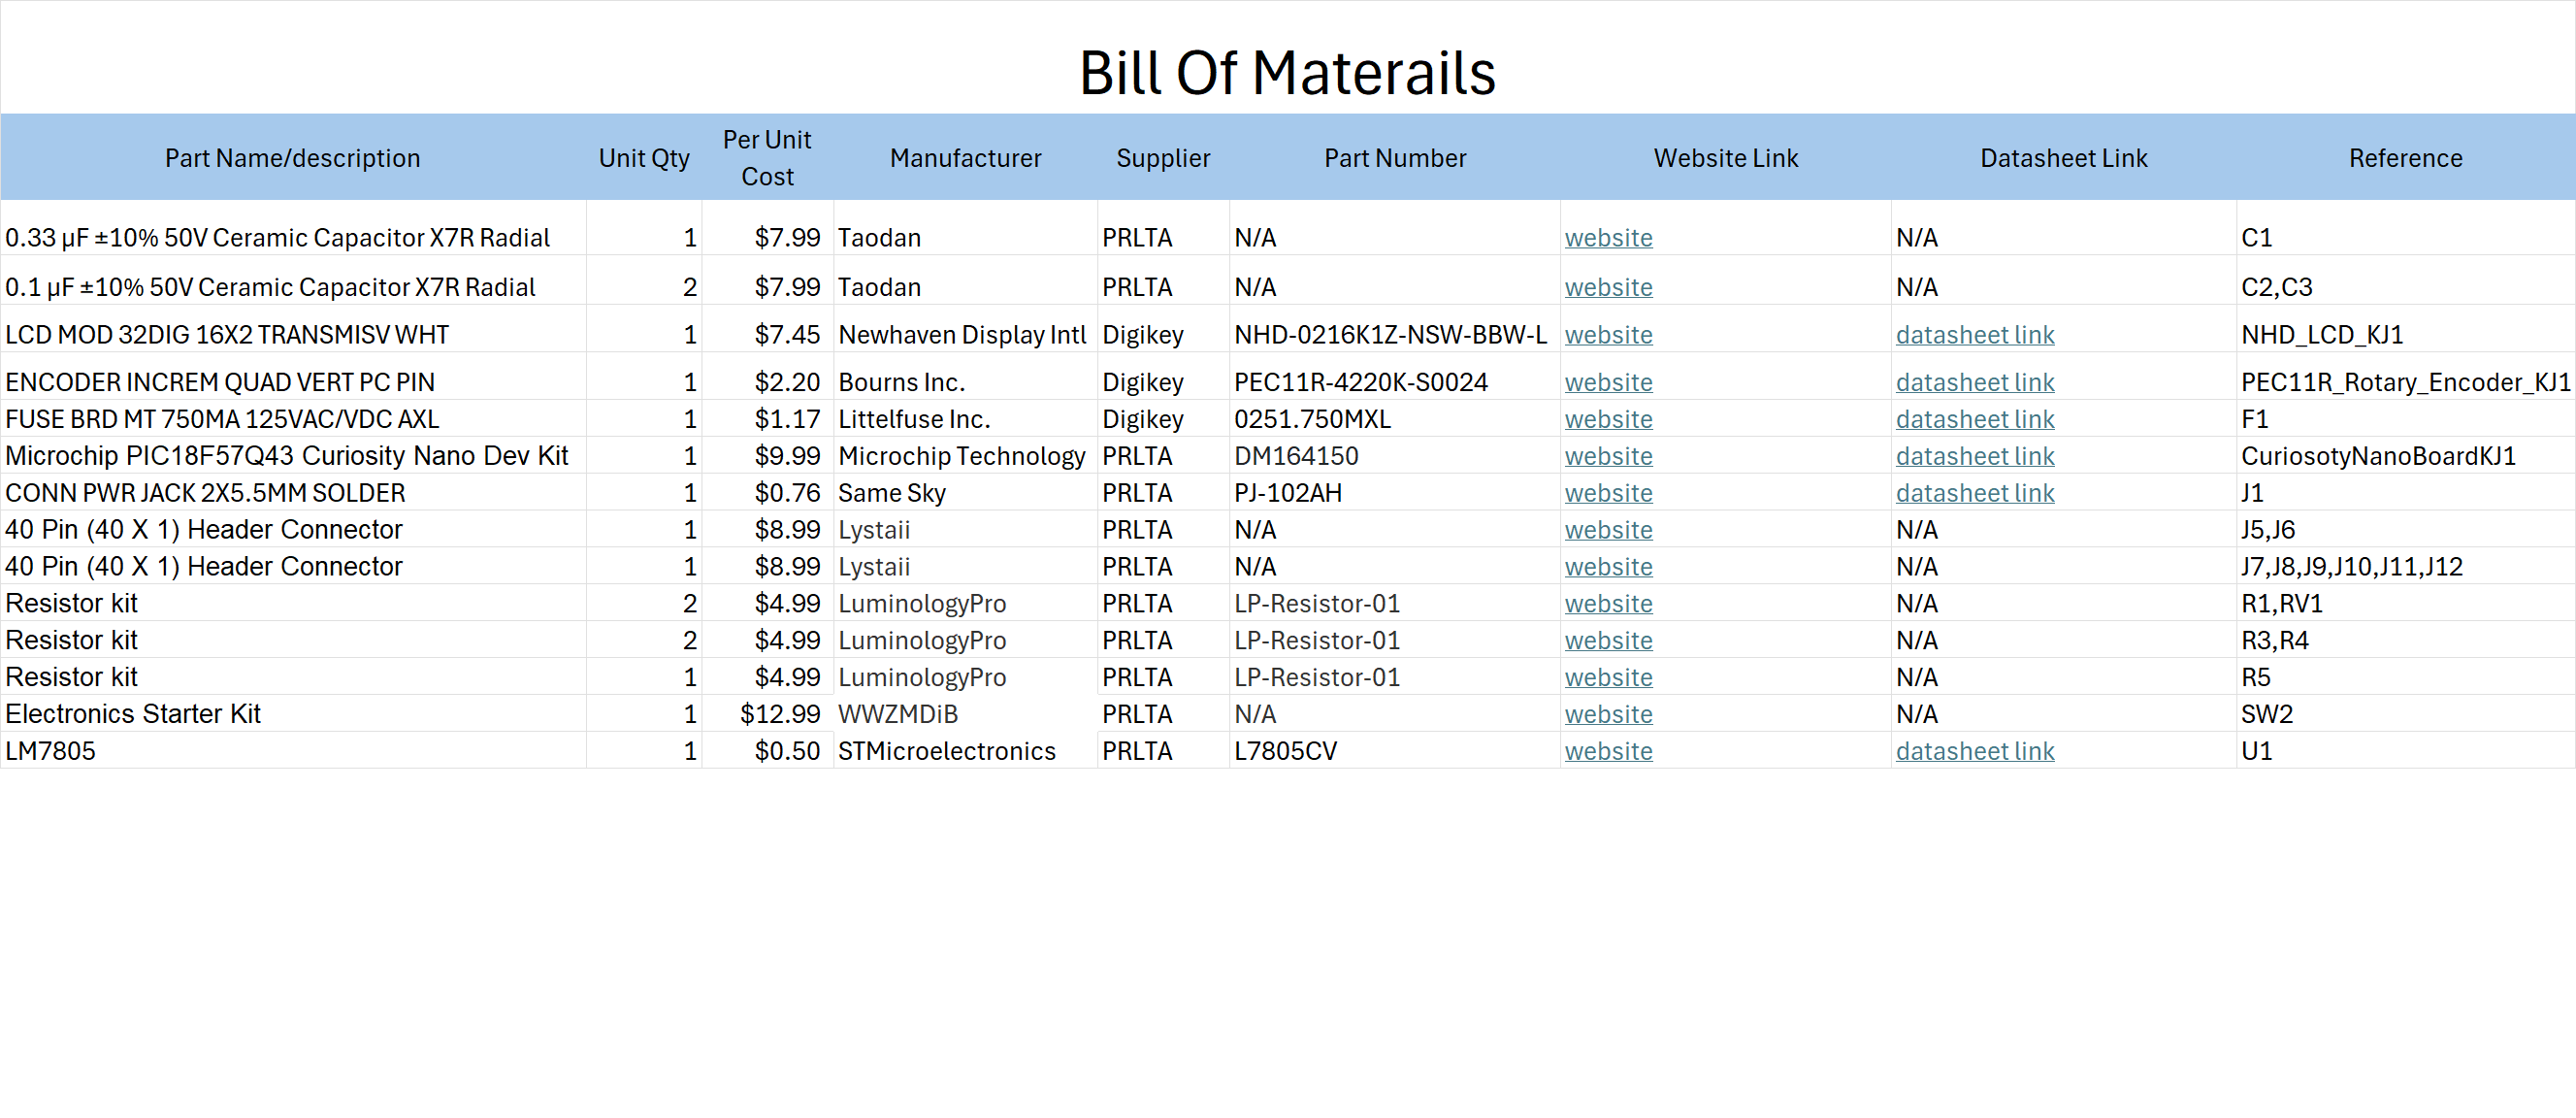 Bill Of Materails
Part Name/description Unit Qty Per Unit Cost Manufacturer Supplier Part Number Website Link Datasheet Link Reference
0.33 µF ±10% 50V Ceramic Capacitor X7R Radial 1 $7.99 Taodan PRLTA N/A website N/A C1
0.1 µF ±10% 50V Ceramic Capacitor X7R Radial 2 $7.99 Taodan PRLTA N/A website N/A C2,C3
LCD MOD 32DIG 16X2 TRANSMISV WHT 1 $7.45 Newhaven Display Intl Digikey NHD-0216K1Z-NSW-BBW-L website datasheet link NHD_LCD_KJ1
ENCODER INCREM QUAD VERT PC PIN 1 $2.20 Bourns Inc. Digikey PEC11R-4220K-S0024 website datasheet link PEC11R_Rotary_Encoder_KJ1
FUSE BRD MT 750MA 125VAC/VDC AXL 1 $1.17 Littelfuse Inc. Digikey 0251.750MXL website datasheet link F1
Microchip PIC18F57Q43 Curiosity Nano Dev Kit 1 $9.99 Microchip Technology PRLTA DM164150 website datasheet link CuriosotyNanoBoardKJ1
CONN PWR JACK 2X5.5MM SOLDER 1 $0.76 Same Sky PRLTA PJ-102AH website datasheet link J1
40 Pin (40 X 1) Header Connector 1 $8.99 Lystaii PRLTA N/A website N/A J5,J6
40 Pin (40 X 1) Header Connector 1 $8.99 Lystaii PRLTA N/A website N/A J7,J8,J9,J10,J11,J12
Resistor kit 2 $4.99 LuminologyPro PRLTA LP-Resistor-01 website N/A R1,RV1
Resistor kit 2 $4.99 LuminologyPro PRLTA LP-Resistor-01 website N/A R3,R4
Resistor kit 1 $4.99 LuminologyPro PRLTA LP-Resistor-01 website N/A R5
Electronics Starter Kit 1 $12.99 WWZMDiB PRLTA N/A website N/A SW2
LM7805 1 $0.50 STMicroelectronics PRLTA L7805CV website datasheet link U1